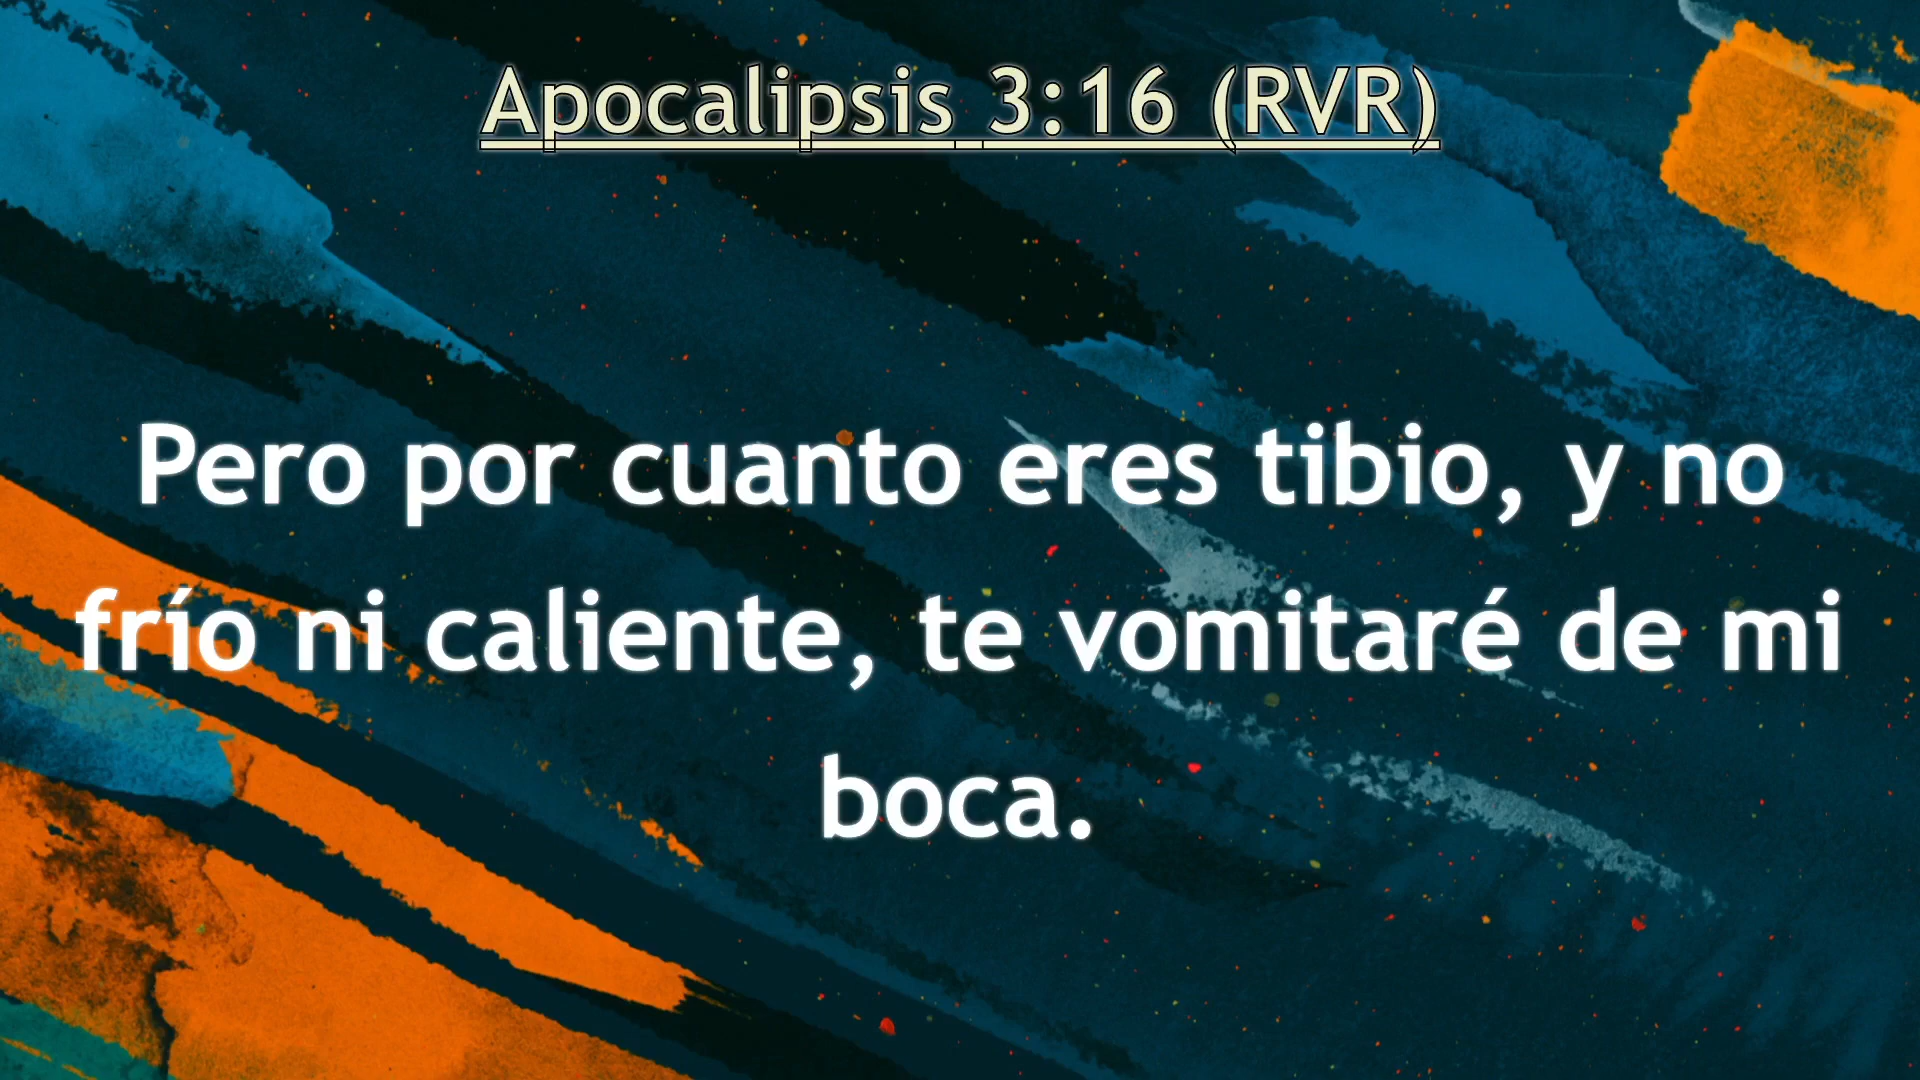 Apocalipsis 3:16 (RVR)
Pero por cuanto eres tibio, y no
frío ni caliente, te vomitaré de mi
boca.